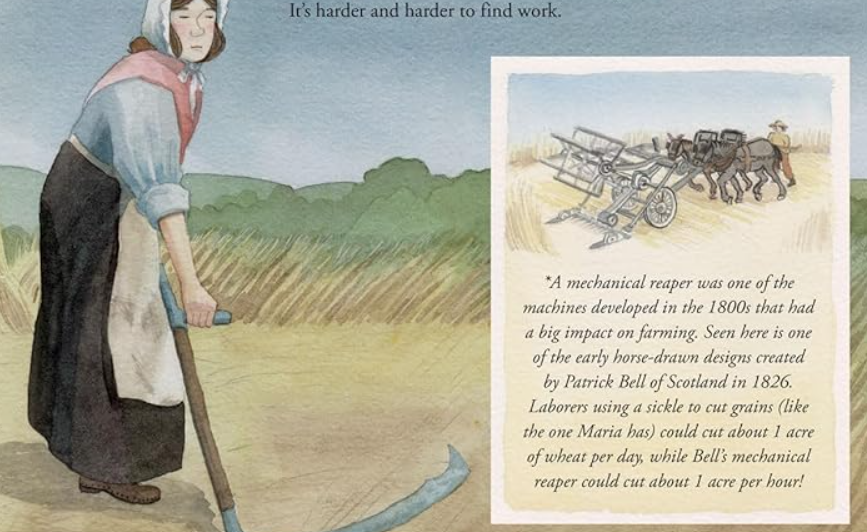 It's harder and harder to find work.
*A mechanical reaper was one of the
machines developed in the 1800s that had
a big impact on farming. Seen here is one
of the early horse-drawn designs created
by Patrick Bell of Scotland in 1826.
Laborers using a sickle to cut grains (like
the one Maria has) could cut about 1 acre
of wheat per day, while Bell's mechanical
reaper could cut about 1 acre per hour!